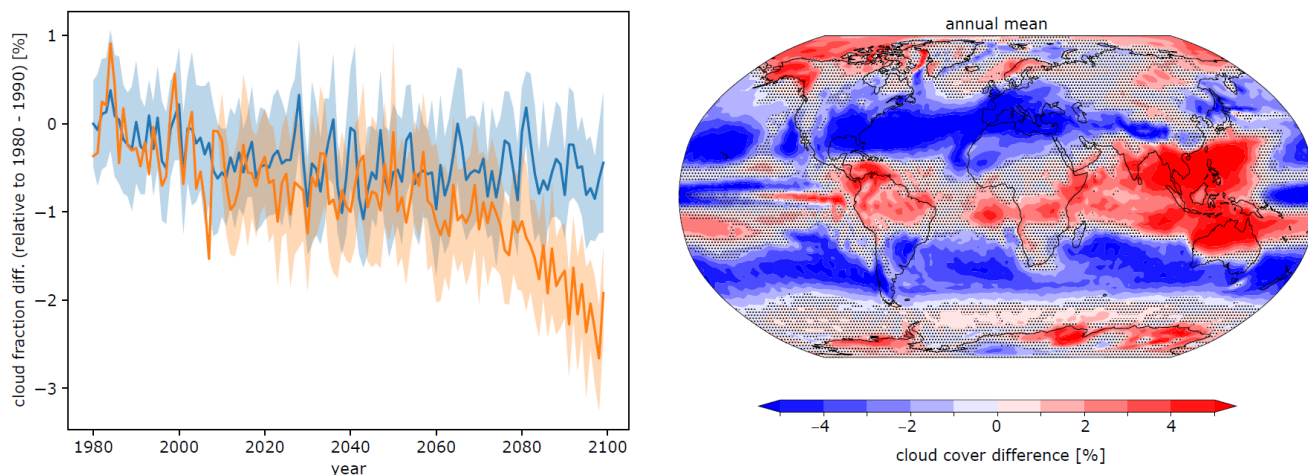 cloud fraction diff. (relative to 1980 - 1990) [%]
1
0
−1
−2
−3
1980 2000 2020 2040 2060 2080 2100
year
annual mean
−4 −2 0 2 4
cloud cover difference [%]